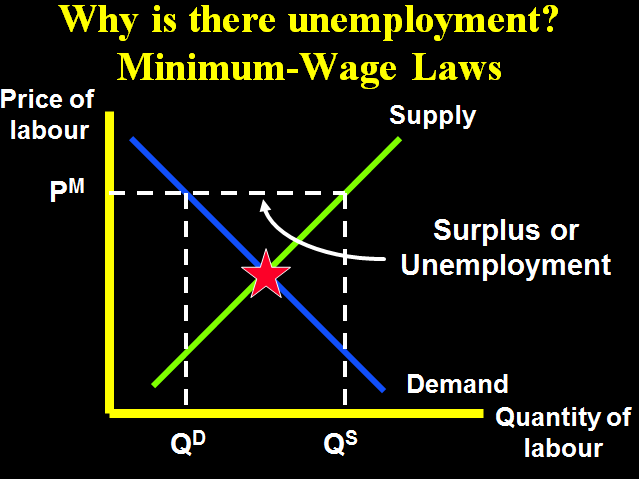 Why is there unemployment?
Minimum-Wage Laws
Price of
labour
Supply
PM
Surplus or
Unemployment
Demand
Quantity of
labour
QD
QS